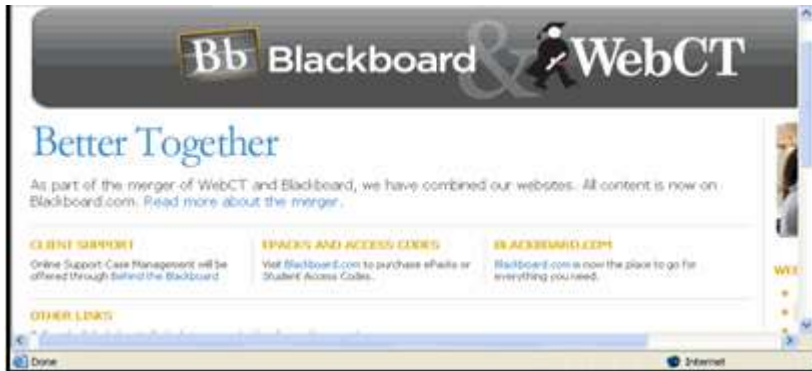 Bb Blackboard & WebCT
Better Together
As part of the merger of WebCT and Blackboard, we have combined our websites. All content is now on
Blackboard.com. Read more about the merger.
CLIENT SUPPORT
Online Support Case Management will be
offered through Behind the Blackboard
EPACKS AND ACCESS CODES
Visit Blackboard.com to purchase ePacks or
Student Access Codes.
BLACKBOARD.COM
Blackboard.com is now the place to go for
everything you need.
WE
OTHER LINKS
Done
Internet